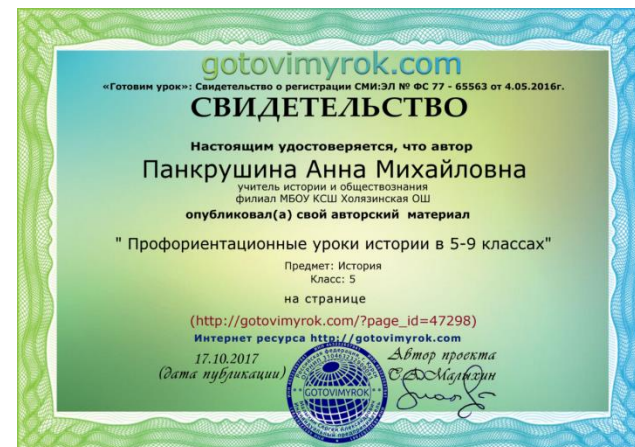 gotovimyrok.com
«Готовим урок»: Свидетельство о регистрации СМИ:ЭЛ № ФС 77 - 65563 от 4.05.2016г.
СВИДЕТЕЛЬСТВО
Настоящим удостоверяется, что автор
Панкрушина Анна Михайловна
учитель истории и обществознания
филиал МБОУ КСШ Холязинская ОШ
опубликовал(а) свой авторский материал
" Профориентационные уроки истории в 5-9 классах"
Предмет: История
Класс: 5
на странице
(http://gotovimyrok.com/?page_id=47298)
Интернет ресурса http://gotovimyrok.com
17.10.2017
(дата публикации)
Автор проекта
С.А.Малюхин
GOTOVIMYROK